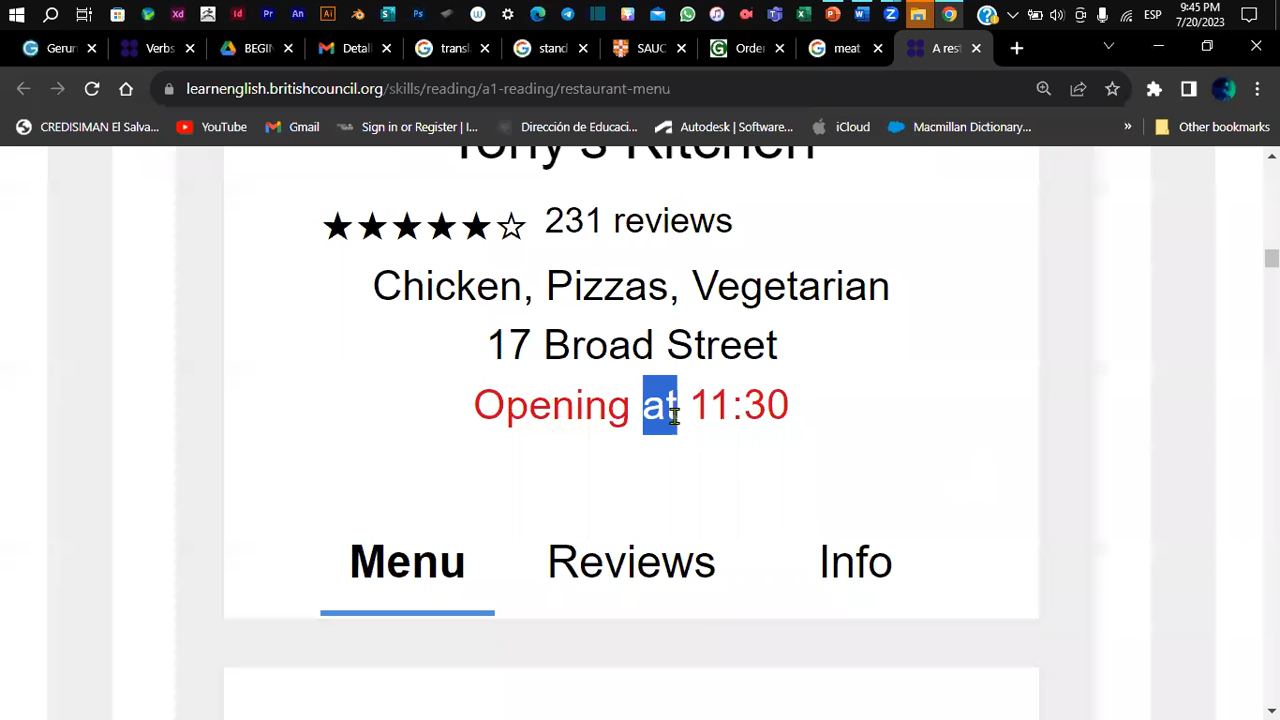 9:45 PM
ESP
7/20/2023
Gerun
Verbs
BEGIN
Detail
transl
stand
SAUC
Order
meat
A rest
learnenglish.britishcouncil.org/skills/reading/a1-reading/restaurant-menu
CREDISIMAN El Salva...
YouTube
Gmail
Sign in or Register | I...
Dirección de Educaci...
Autodesk | Software...
iCloud
Macmillan Dictionary...
»
Other bookmarks
Tony's Kitchen
★★★★★☆ 231 reviews
Chicken, Pizzas, Vegetarian
17 Broad Street
Opening at 11:30
Menu Reviews Info